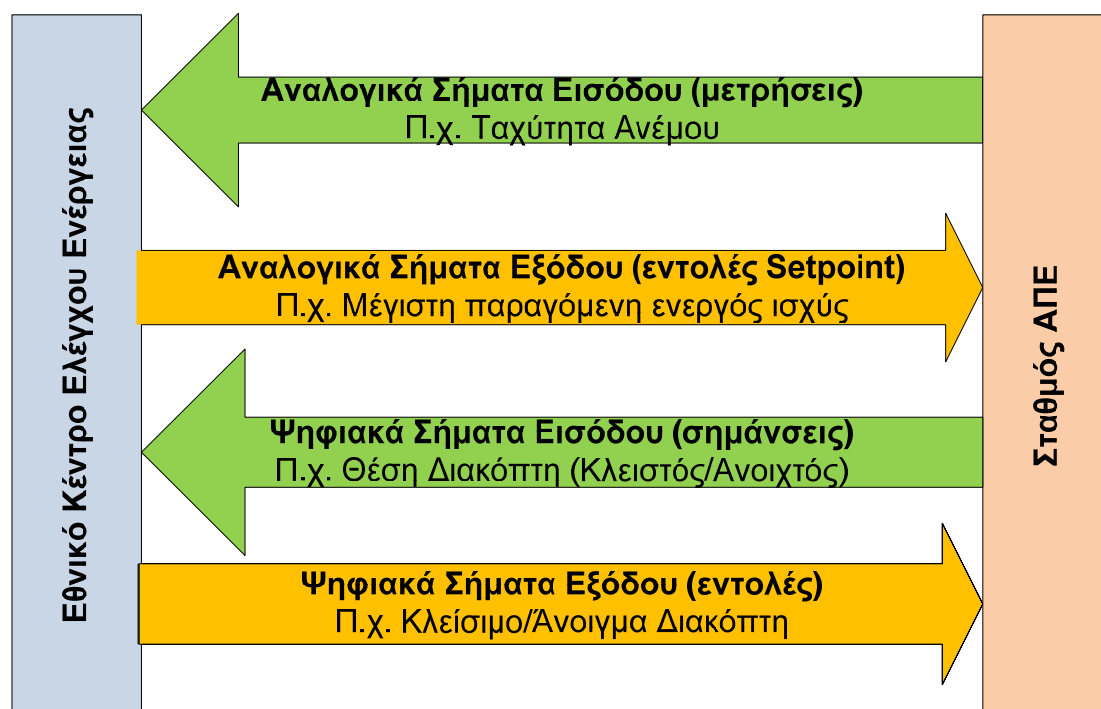 Εθνικό Κέντρο Ελέγχου Ενέργειας
Αναλογικά Σήματα Εισόδου (μετρήσεις)
Π.χ. Ταχύτητα Ανέμου
Αναλογικά Σήματα Εξόδου (εντολές Setpoint)
Π.χ. Μέγιστη παραγόμενη ενεργός ισχύς
Ψηφιακά Σήματα Εισόδου (σημάνσεις)
Π.χ. Θέση Διακόπτη (Κλειστός/Ανοιχτός)
Ψηφιακά Σήματα Εξόδου (εντολές)
Π.χ. Κλείσιμο/Άνοιγμα Διακόπτη
Σταθμός ΑΠΕ